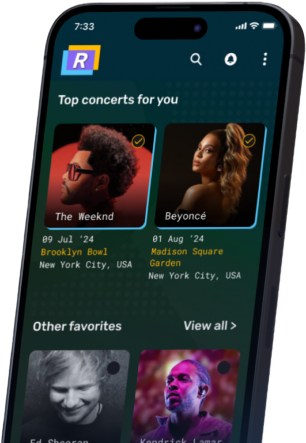 7:33
R
Top concerts for you
The Weeknd
Beyoncé
09 Jul '24
Brooklyn Bowl
New York City, USA
01 Aug '24
Madison Square
Garden
New York City, USA
Other favorites
View all >
Ed Sheeran
Kendrick Lamar